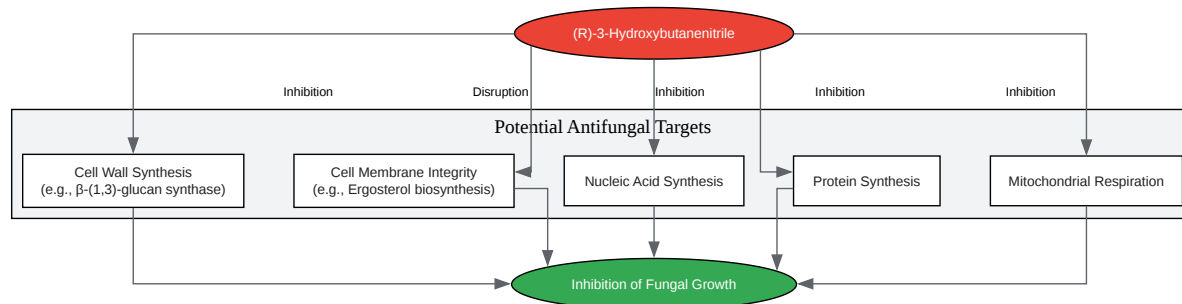 (R)-3-Hydroxybutanenitrile
Inhibition
Disruption
Inhibition
Inhibition
Inhibition
Potential Antifungal Targets
Cell Wall Synthesis
(e.g., β-(1,3)-glucan synthase)
Cell Membrane Integrity
(e.g., Ergosterol biosynthesis)
Nucleic Acid Synthesis
Protein Synthesis
Mitochondrial Respiration
Inhibition of Fungal Growth